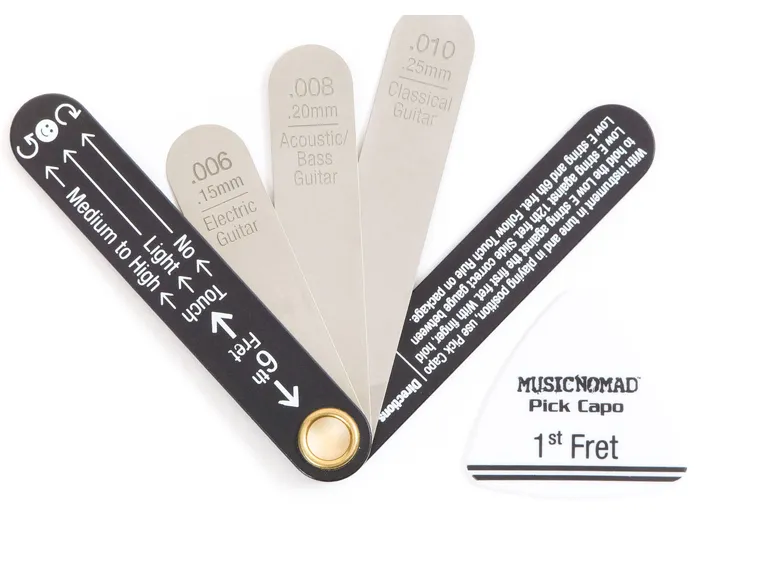 No
Light
Touch
Medium to High
6th
Fret
.006
.15mm
Electric
Guitar
.008
.20mm
Acoustic/
Bass
Guitar
.010
.25mm
Classical
Guitar
Directions
With instrument in tune and in playing position, use Pick Capo
to hold the Low E string against the first fret. With finger, hold
Low E string against 12th fret. Slide correct gauge between
Low E string and 6th fret. Follow Touch Rule on package.
MUSICNOMAD
Pick Capo
1st Fret